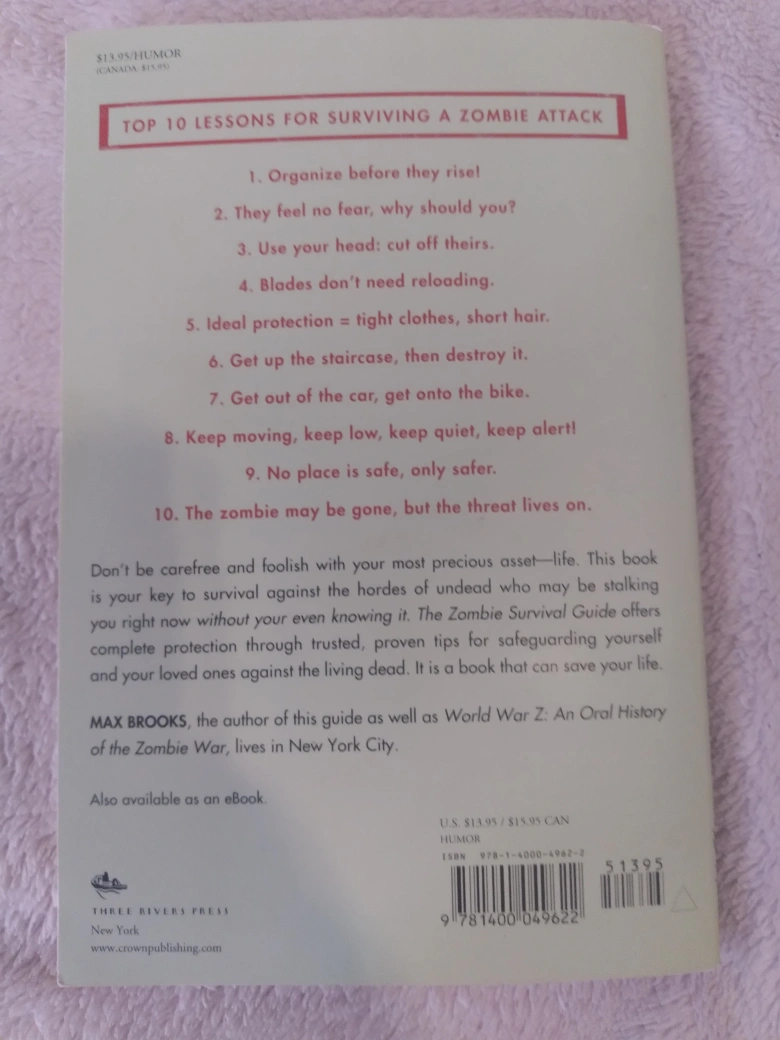 $13.95/HUMOR
(CANADA: $15.95)
TOP 10 LESSONS FOR SURVIVING A ZOMBIE ATTACK
1. Organize before they rise!
2. They feel no fear, why should you?
3. Use your head: cut off theirs.
4. Blades don't need reloading.
5. Ideal protection = tight clothes, short hair.
6. Get up the staircase, then destroy it.
7. Get out of the car, get onto the bike.
8. Keep moving, keep low, keep quiet, keep alert!
9. No place is safe, only safer.
10. The zombie may be gone, but the threat lives on.
Don't be carefree and foolish with your most precious asset—life. This book
is your key to survival against the hordes of undead who may be stalking
you right now without your even knowing it. The Zombie Survival Guide offers
complete protection through trusted, proven tips for safeguarding yourself
and your loved ones against the living dead. It is a book that can save your life.
MAX BROOKS, the author of this guide as well as World War Z: An Oral History
of the Zombie War, lives in New York City.
Also available as an eBook.
THREE RIVERS PRESS
New York
www.crownpublishing.com
U.S. $13.95 / $15.95 CAN
HUMOR
ISBN 978-1-4000-4962-2
51395
9 781400 049622